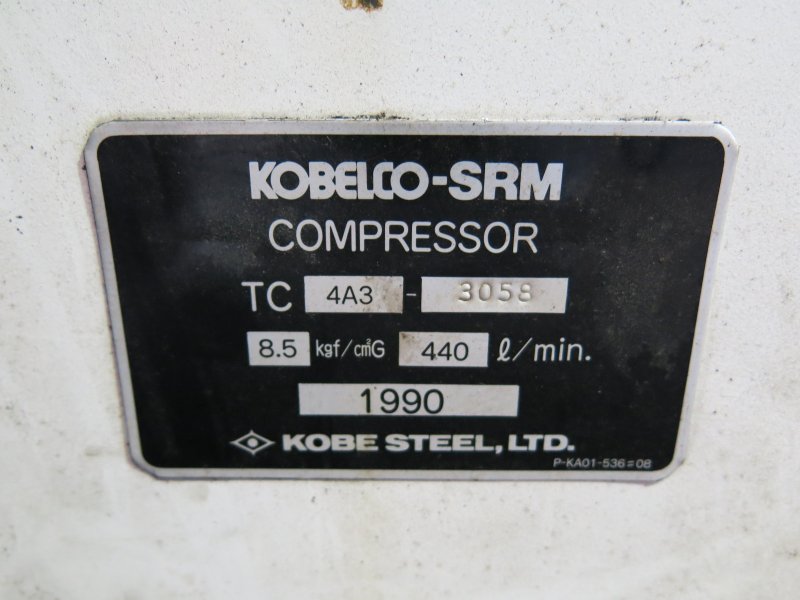 KOBELCO-SRM
COMPRESSOR
TC 4A3 - 3058
8.5 kgf/cm²G 440 ℓ/min.
1990
KOBE STEEL, LTD.
P-KA01-536=08